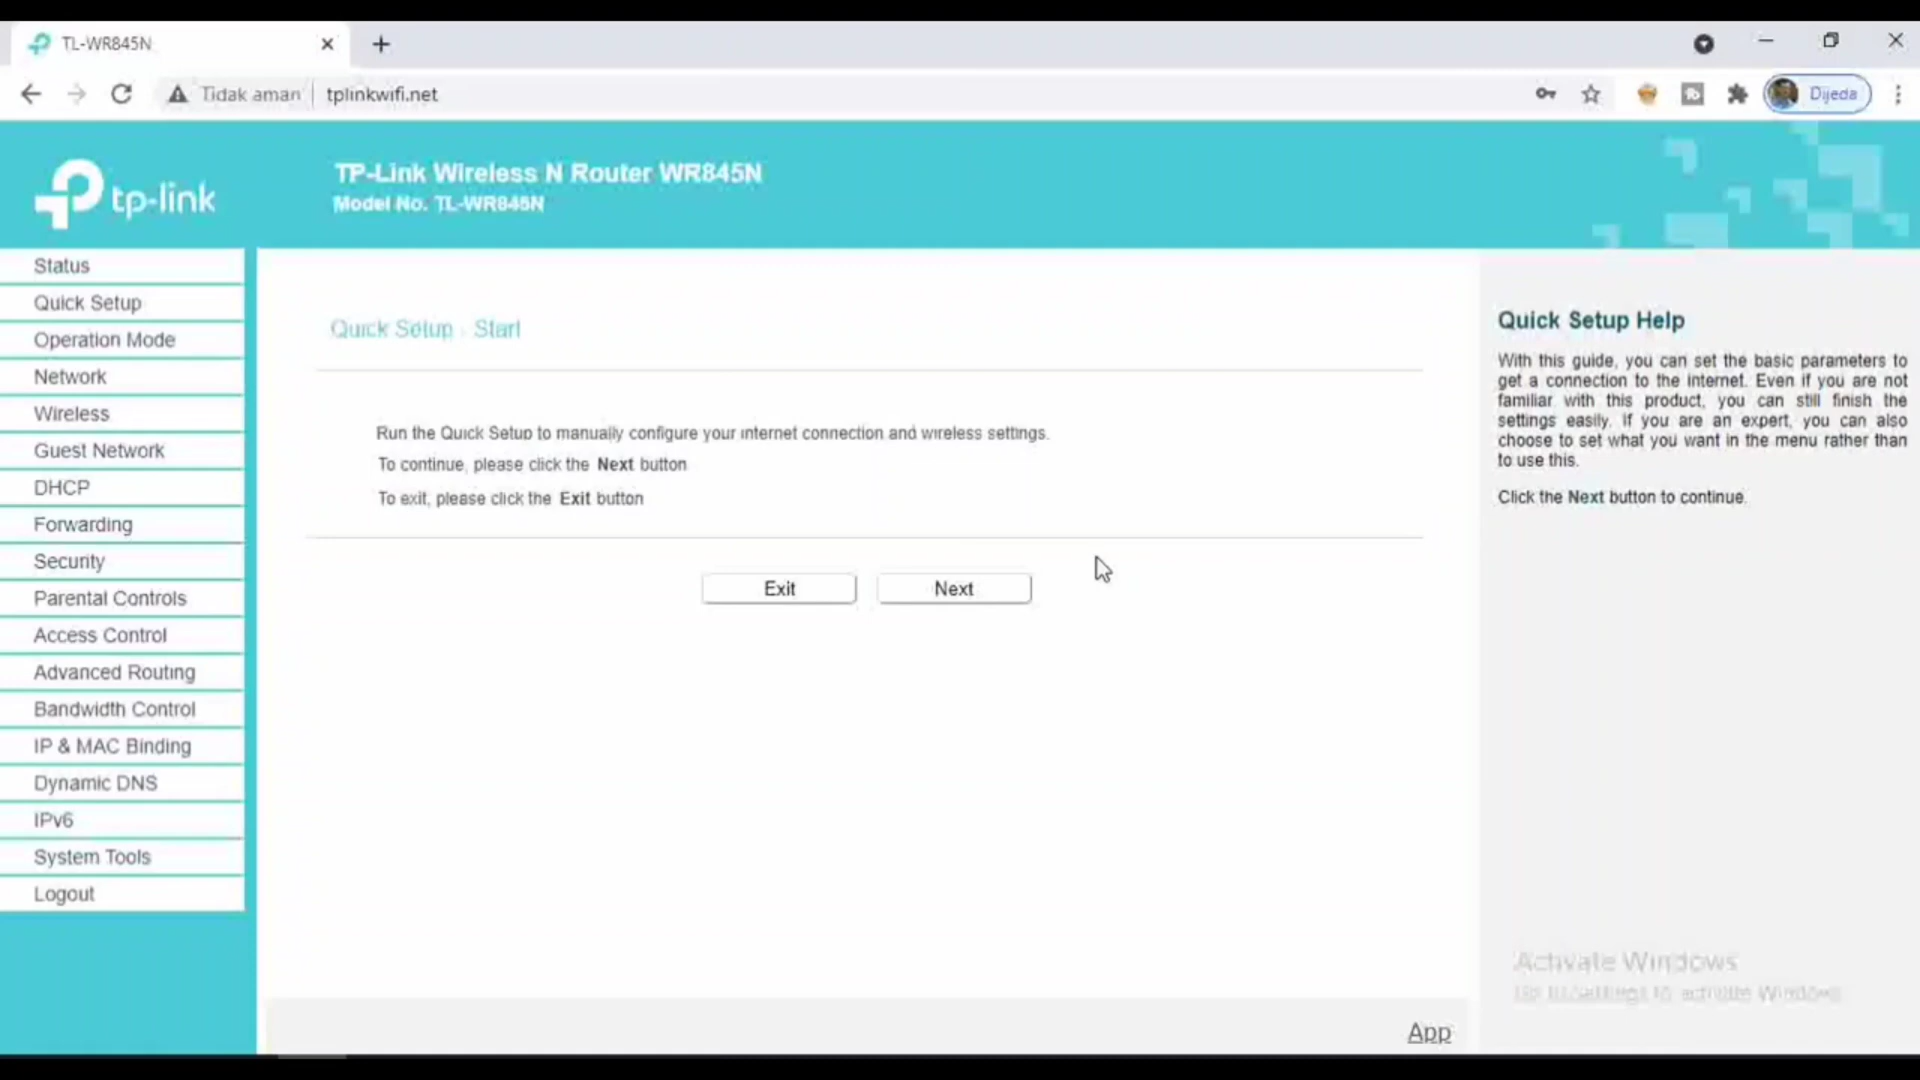 TL-WR845N
Tidak aman
tplinkwifi.net
Dijeda
tp-link
TP-Link Wireless N Router WR845N
Model No. TL-WR845N
Status
Quick Setup
Operation Mode
Network
Wireless
Guest Network
DHCP
Forwarding
Security
Parental Controls
Access Control
Advanced Routing
Bandwidth Control
IP & MAC Binding
Dynamic DNS
IPv6
System Tools
Logout
Quick Setup - Start
Run the Quick Setup to manually configure your internet connection and wireless settings.
To continue, please click the Next button
To exit, please click the Exit button
Exit
Next
Quick Setup Help
With this guide, you can set the basic parameters to
get a connection to the Internet. Even if you are not
familiar with this product, you can still finish the
settings easily. If you are an expert, you can also
choose to set what you want in the menu rather than
to use this.
Click the Next button to continue.
Activate Windows
Go to Settings to activate Windows.
App